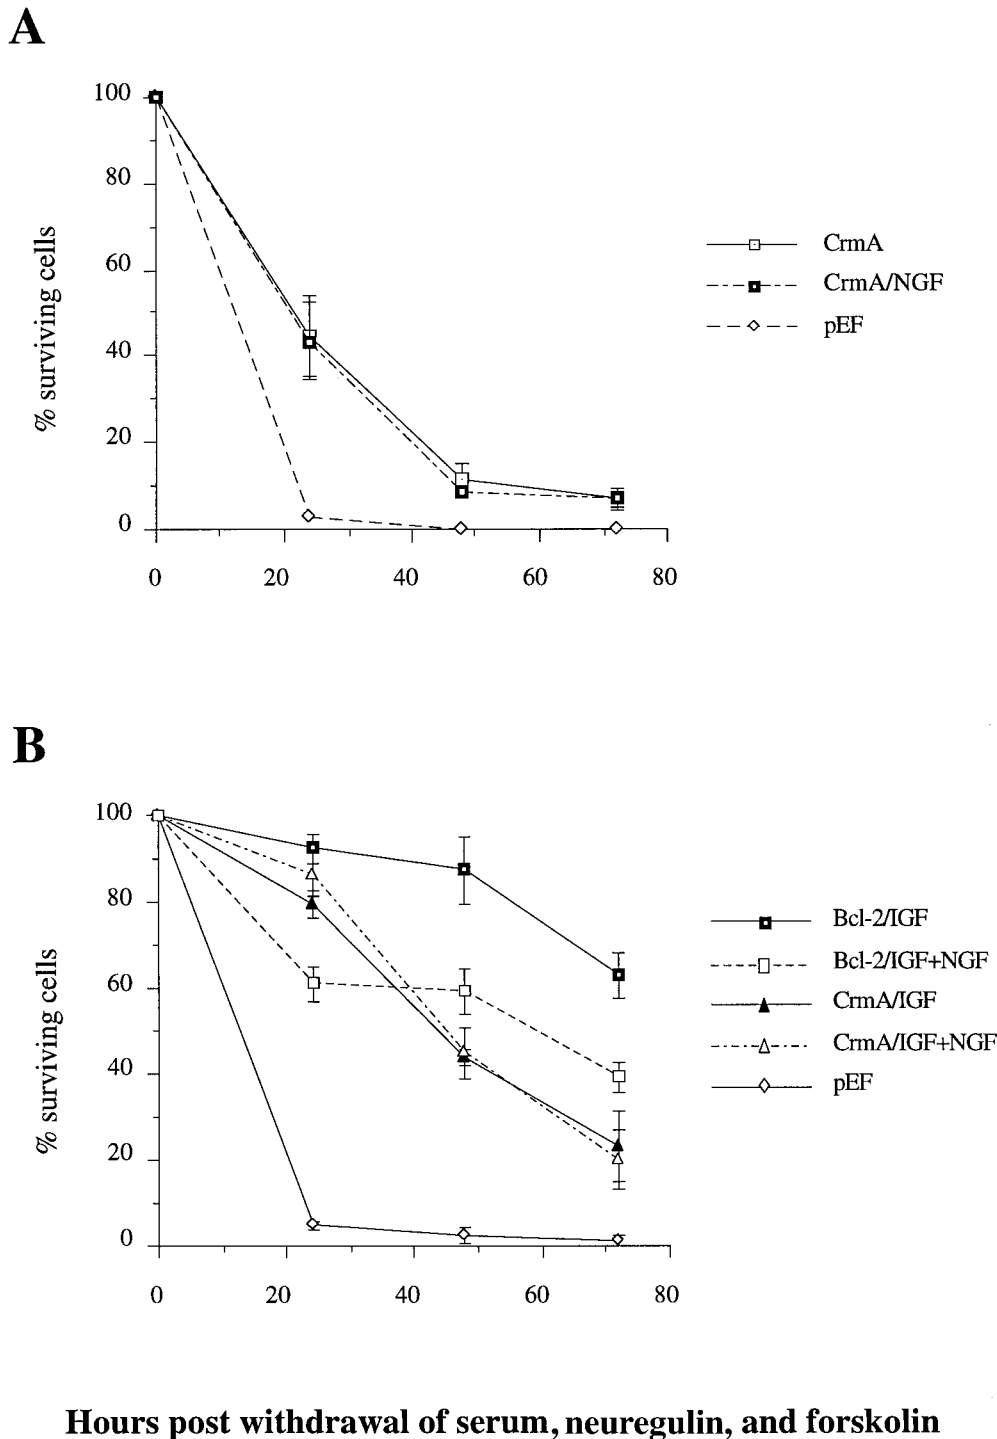 A
100
80
60
40
20
0
% surviving cells
0 20 40 60 80
CrmA
CrmA/NGF
pEF
B
100
80
60
40
20
0
% surviving cells
0 20 40 60 80
Bcl-2/IGF
Bcl-2/IGF+NGF
CrmA/IGF
CrmA/IGF+NGF
pEF
Hours post withdrawal of serum, neuregulin, and forskolin